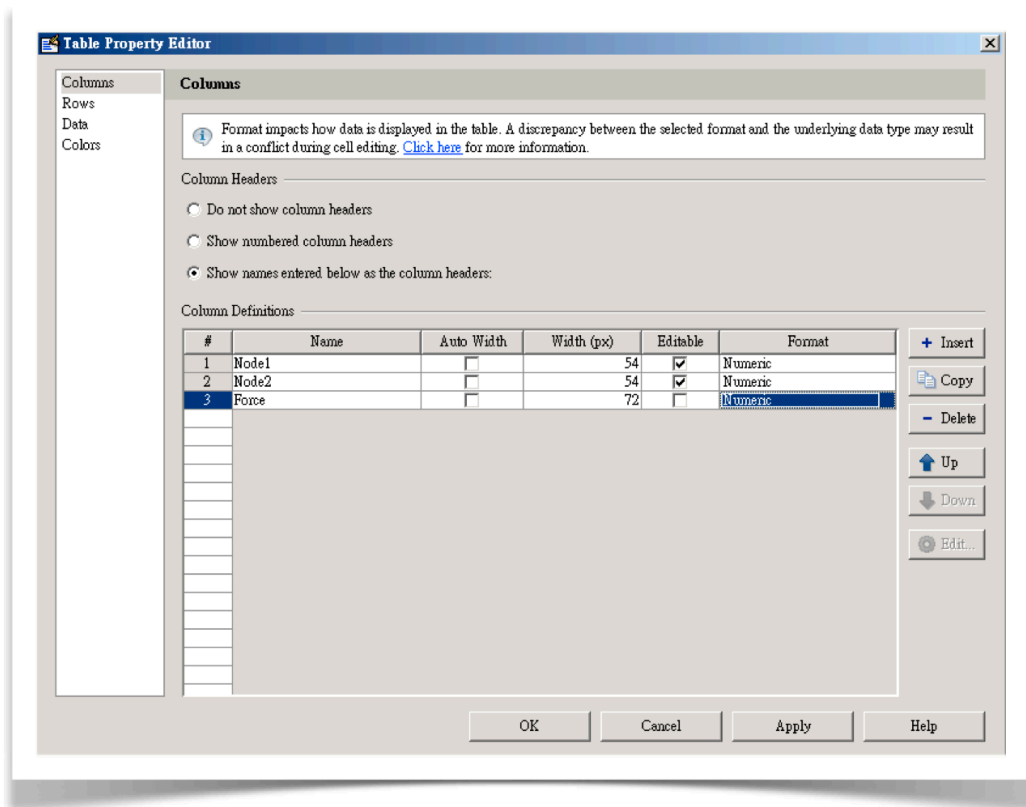 Table Property Editor
Columns
Rows
Data
Colors
Columns
Format impacts how data is displayed in the table. A discrepancy between the selected format and the underlying data type may result
in a conflict during cell editing. Click here for more information.
Column Headers
Do not show column headers
Show numbered column headers
Show names entered below as the column headers:
Column Definitions
# Name Auto Width Width (px) Editable Format
1 Node1 54 Numeric
2 Node2 54 Numeric
3 Force 72 Numeric
+ Insert
Copy
- Delete
Up
Down
Edit...
OK Cancel Apply Help